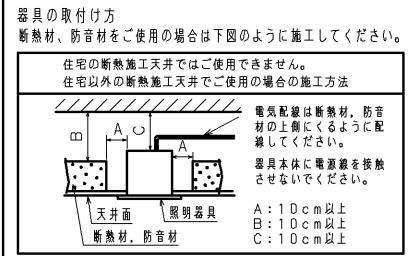 器具の取付け方
断熱材、防音材をご使用の場合は下図のように施工してください。
住宅の断熱施工天井ではご使用できません。
住宅以外の断熱施工天井でご使用の場合の施工方法
B
A
C
A
天井面
照明器具
断熱材，防音材
電気配線は断熱材，防音
材の上側にくるように配
線してください。
器具本体に電源線を接触
させないでください。
A：10cm以上
B：10cm以上
C：10cm以上